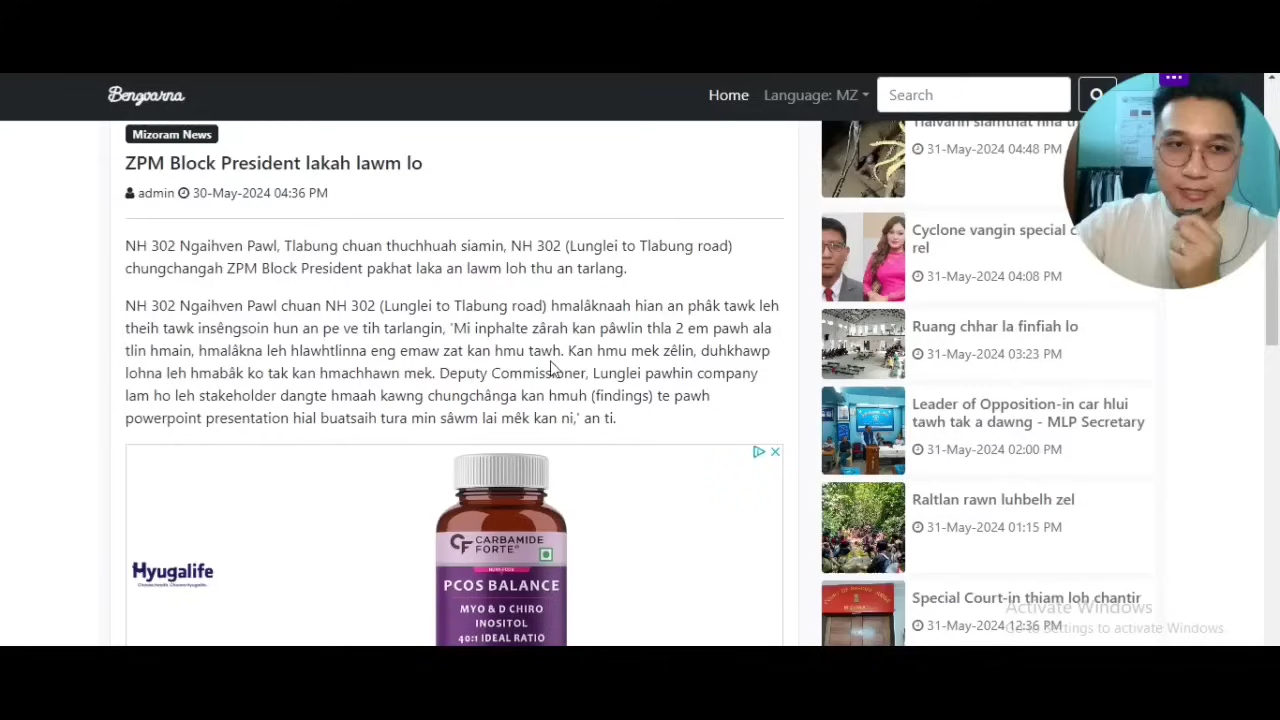 Bengvarna
Home
Language: MZ
Search
Mizoram News
ZPM Block President lakah lawm lo
admin 30-May-2024 04:36 PM
NH 302 Ngaihven Pawl, Tlabung chuan thuchhuah siamin, NH 302 (Lunglei to Tlabung road)
chungchangah ZPM Block President pakhat laka an lawm loh thu an tarlang.
NH 302 Ngaihven Pawl chuan NH 302 (Lunglei to Tlabung road) hmalâknaah hian an phâk tawk leh
theih tawk insêngsoin hun an pe ve tih tarlangin, 'Mi inphalte zârah kan pâwlin thla 2 em pawh ala
tlin hmain, hmalâkna leh hlawhtlinna eng emaw zat kan hmu tawh. Kan hmu mek zêlin, duhkhawp
lohna leh hmabâk ko tak kan hmachhawn mek. Deputy Commissioner, Lunglei pawhin company
lam ho leh stakeholder dangte hmaah kawng chungchânga kan hmuh (findings) te pawh
powerpoint presentation hial buatsaih tura min sâwm lai mêk kan ni,' an ti.
Hyugalife
CARBAMIDE
FORTE
PCOS BALANCE
MYO & D CHIRO
INOSITOL
40:1 IDEAL RATIO
31-May-2024 04:48 PM
Cyclone vangin special
rel
31-May-2024 04:08 PM
Ruang chhar la finfiah lo
31-May-2024 03:23 PM
Leader of Opposition-in car hlui
tawh tak a dawng - MLP Secretary
31-May-2024 02:00 PM
Raltlan rawn luhbelh zel
31-May-2024 01:15 PM
Special Court-in thiam loh chantir
31-May-2024 12:36 PM
Activate Windows
Go to Settings to activate Windows.